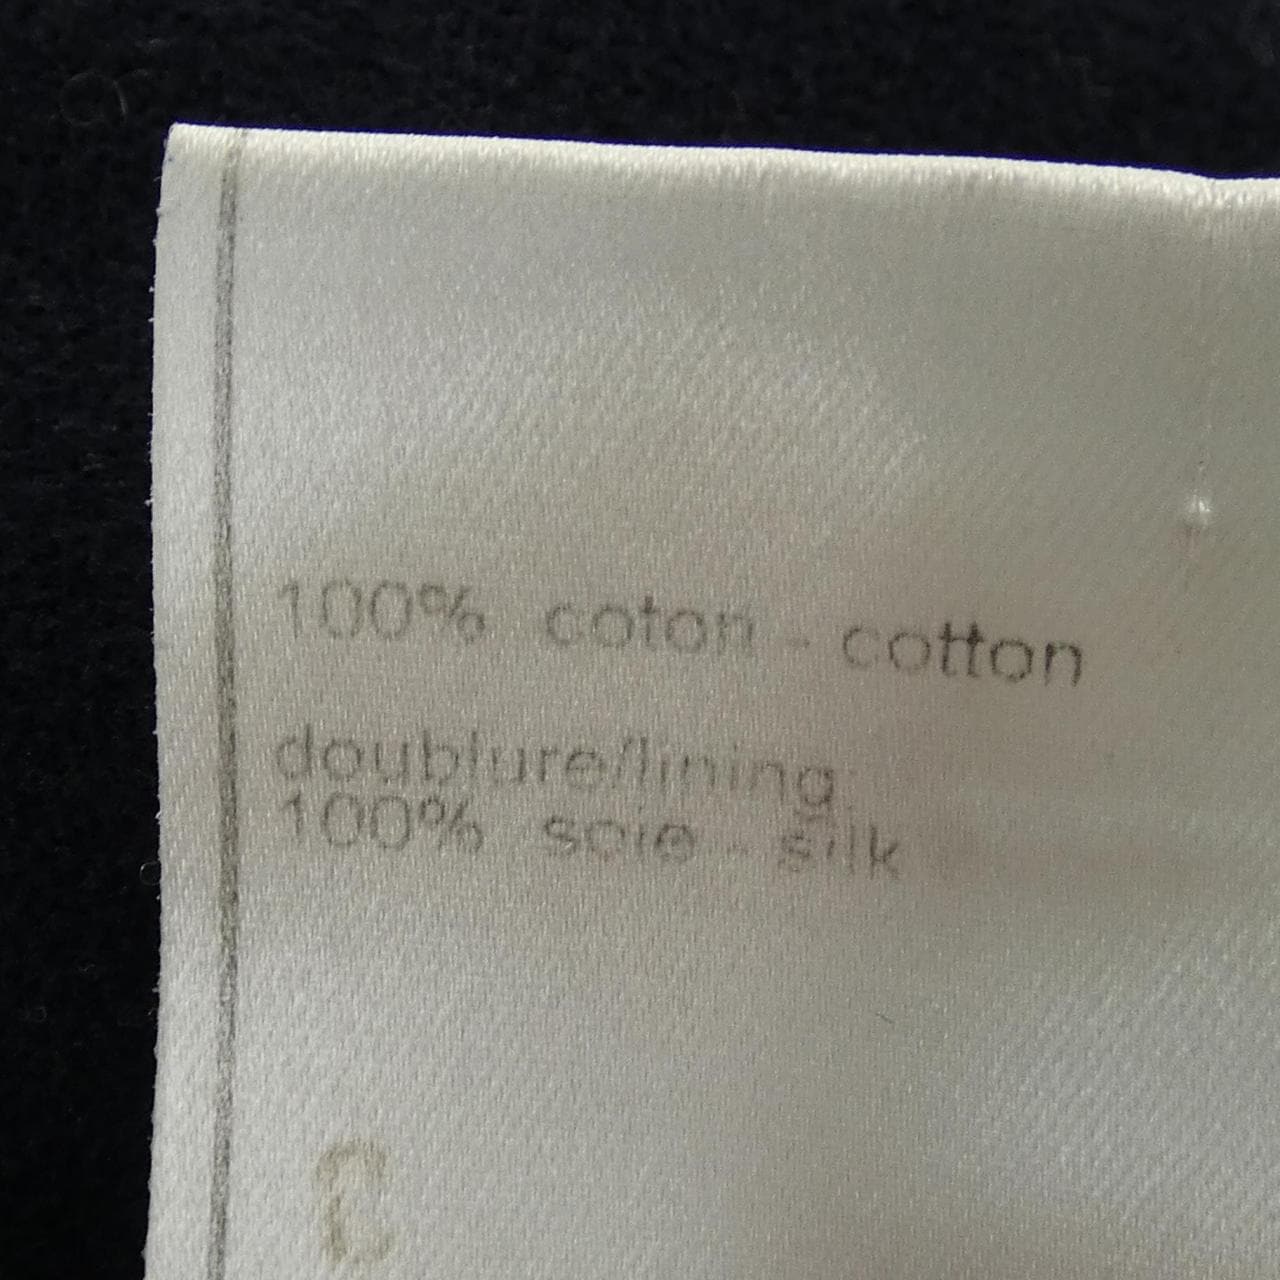 100% coton - cotton
doublure/lining
100% soie - silk